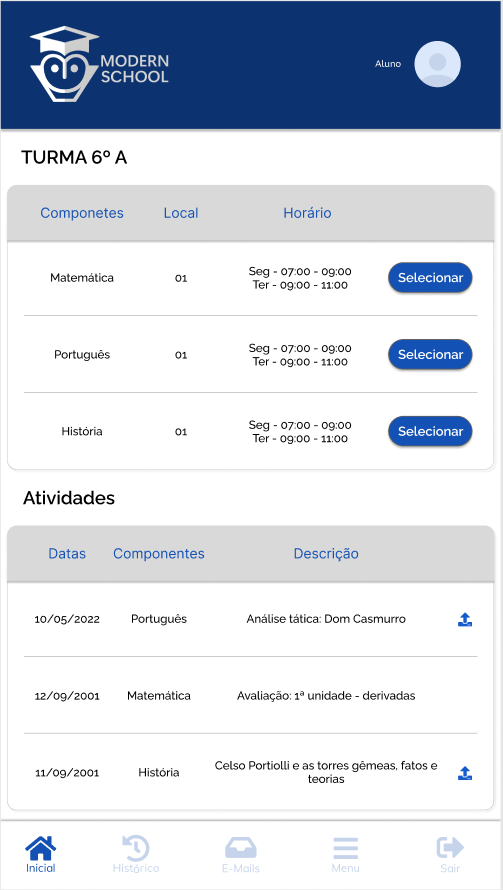 MODERN
SCHOOL
Aluno
TURMA 6º A
Componetes Local Horário
Matemática 01 Seg - 07:00 - 09:00
Ter - 09:00 - 11:00 Selecionar
Português 01 Seg - 07:00 - 09:00
Ter - 09:00 - 11:00 Selecionar
História 01 Seg - 07:00 - 09:00
Ter - 09:00 - 11:00 Selecionar
Atividades
Datas Componentes Descrição
10/05/2022 Português Análise tática: Dom Casmurro
12/09/2001 Matemática Avaliação: 1ª unidade - derivadas
11/09/2001 História Celso Portiolli e as torres gêmeas, fatos e
teorias
Inicial Histórico E-Mails Menu Sair